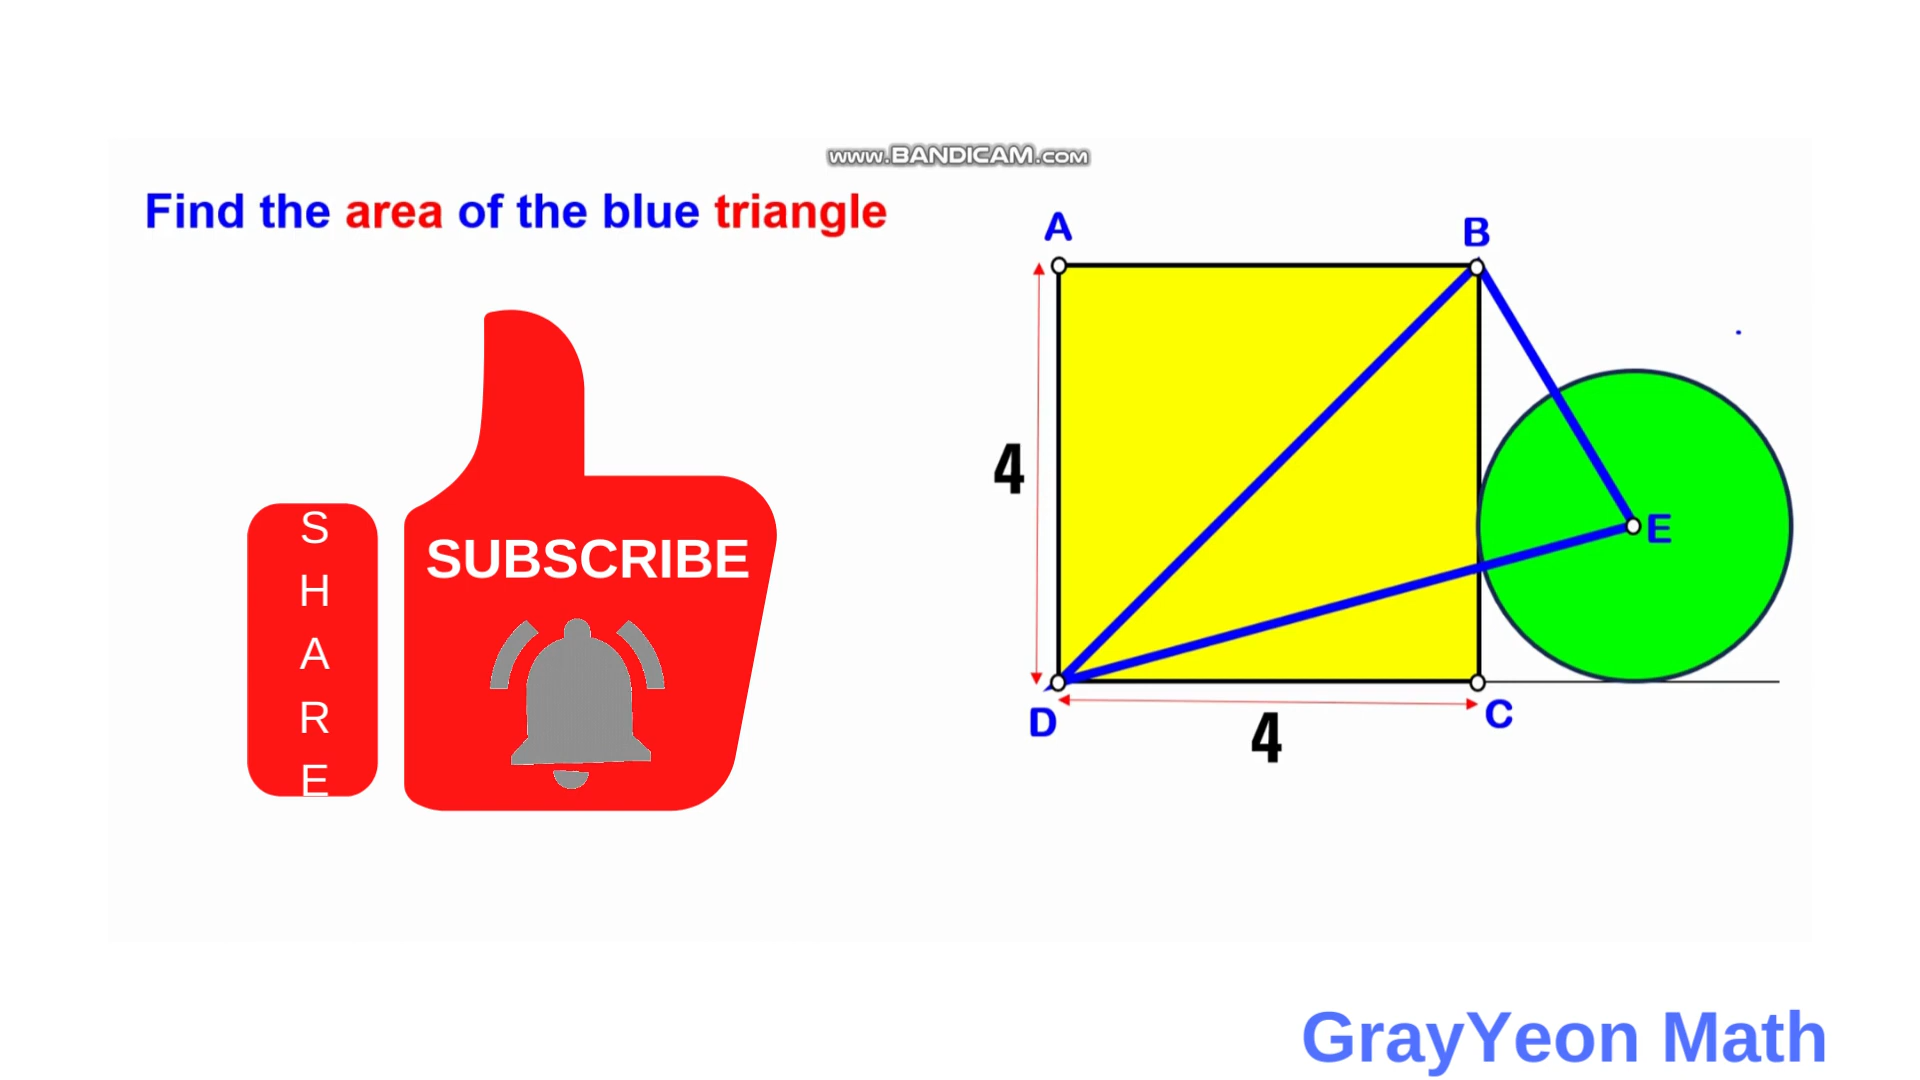 www.BANDICAM.com
Find the area of the blue triangle
A
B
S
H
A
R
E
SUBSCRIBE
4
E
D
C
4
GrayYeon Math